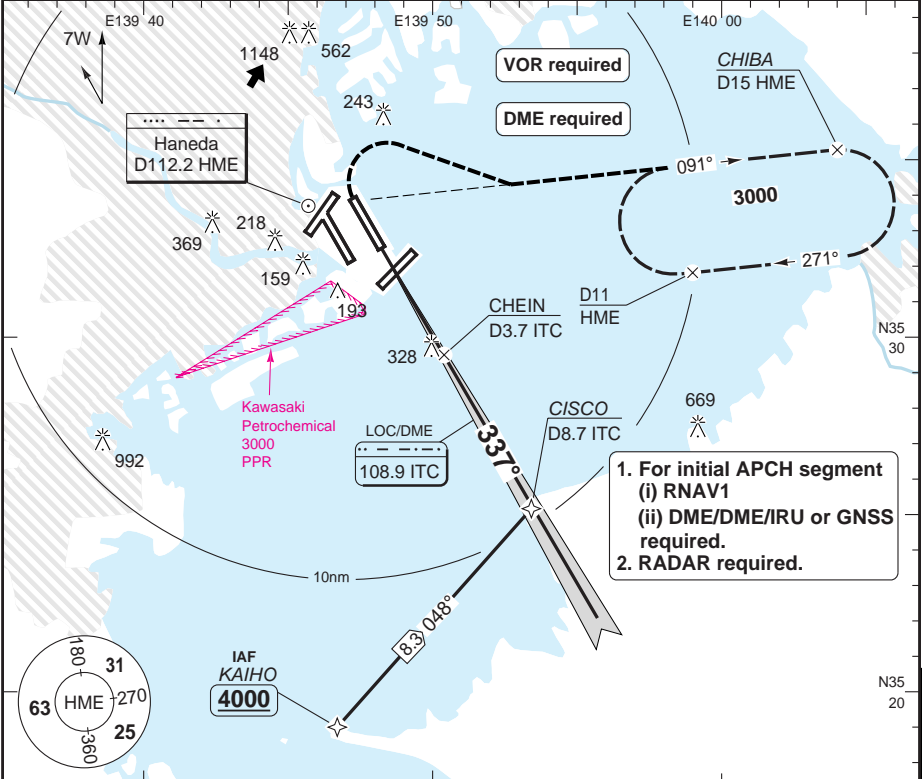 E139 40
E139 50
E140 00
7W
1148
562
VOR required
CHIBA
D15 HME
243
DME required
Haneda
D112.2 HME
091°
3000
218
369
159
271°
193
CHEIN
D3.7 ITC
D11
HME
N35
30
328
Kawasaki
Petrochemical
3000
PPR
669
CISCO
D8.7 ITC
LOC/DME
108.9 ITC
337°
992
1. For initial APCH segment
(i) RNAV1
(ii) DME/DME/IRU or GNSS
required.
2. RADAR required.
10nm
8.3 048°
IAF
KAIHO
4000
180
31
63
HME
270
25
360
N35
20